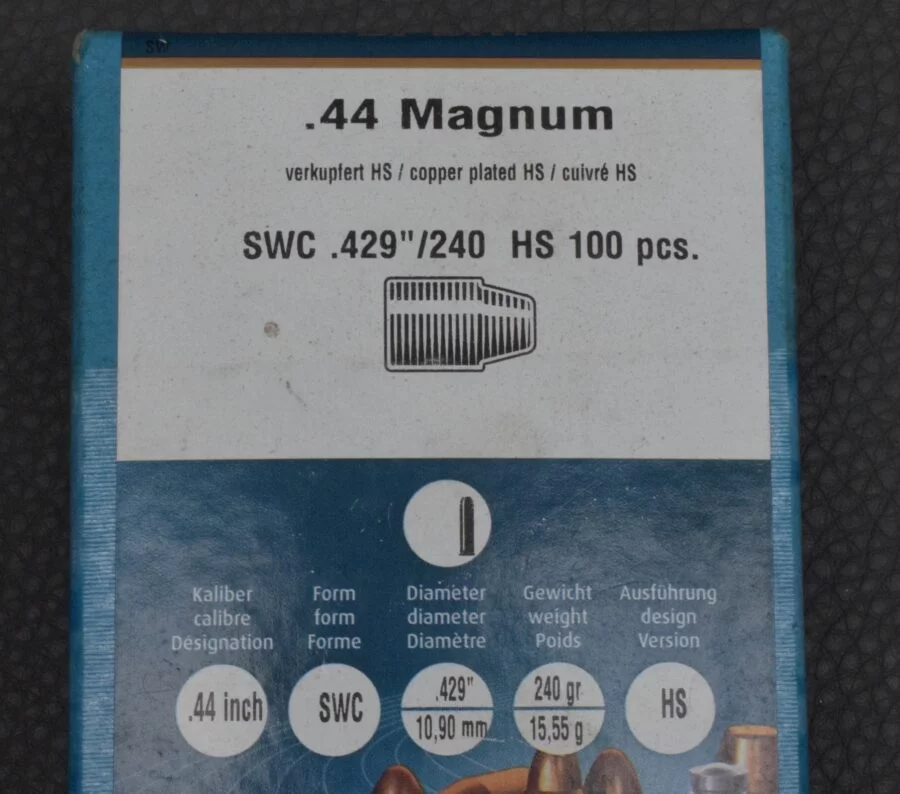 SW
.44 Magnum
verkupfert HS / copper plated HS / cuivré HS
SWC .429"/240 HS 100 pcs.
Kaliber Form Diameter Gewicht Ausführung
calibre form diameter weight design
Désignation Forme Diamètre Poids Version
.44 inch SWC .429" 240 gr HS
10,90 mm 15,55 g